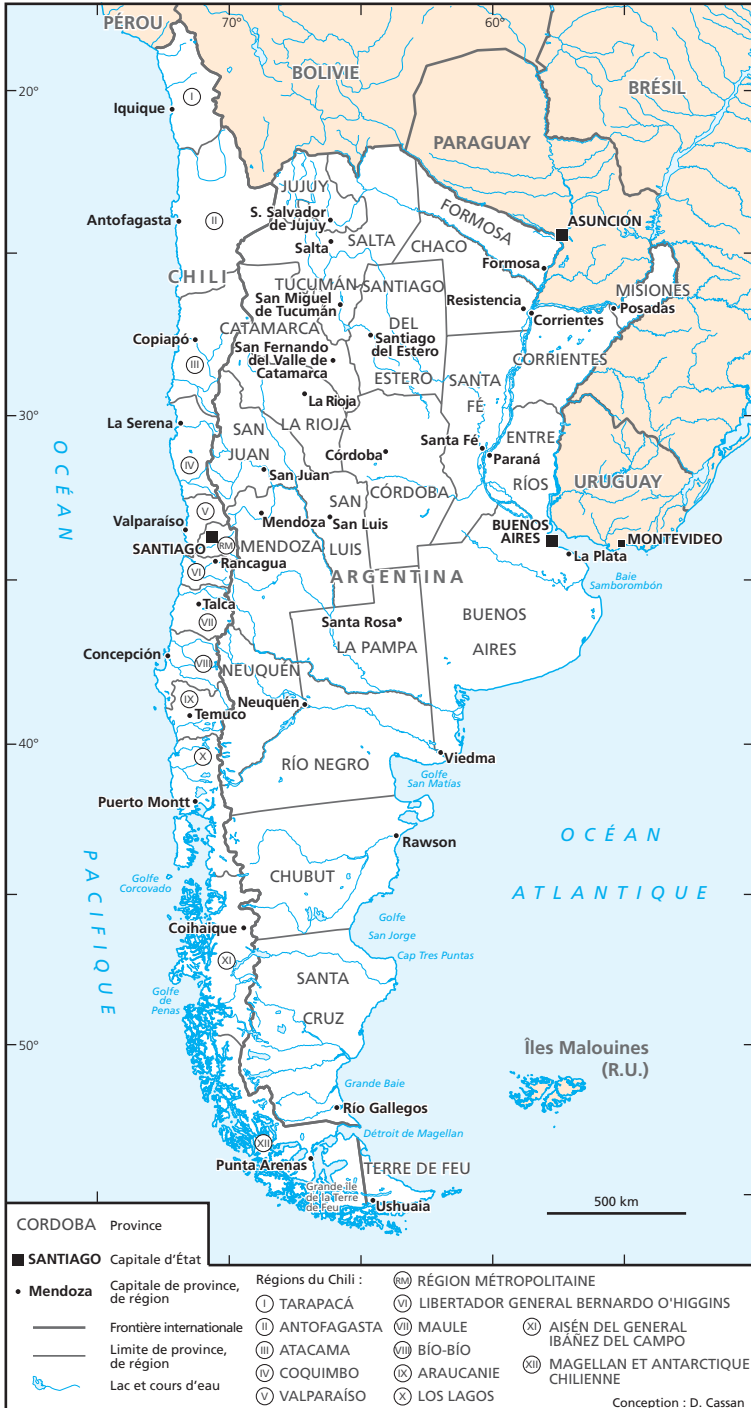 70°
60°
PÉROU
BOLIVIE
BRÉSIL
20°
I
Iquique
PARAGUAY
JUJUY
FORMOSA
ASUNCION
Antofagasta
II
S. Salvador
de Jujuy
SALTA
Salta
CHACO
Formosa
CHILI
TUCUMÁN
SANTIAGO
DEL
ESTERO
MISIONES
San Miguel
de Tucumán
Resistencia
Posadas
Corrientes
CATAMARCA
Santiago
del Estero
CORRIENTES
Copiapó
San Fernando
del Valle de
Catamarca
III
SANTA
FÉ
La Rioja
30°
La Serena
SAN
JUAN
LA RIOJA
ENTRE
RÍOS
Santa Fé
Paraná
Córdoba
IV
San Juan
CÓRDOBA
URUGUAY
OCÉAN
PACIFIQUE
V
Valparaíso
Mendoza
SAN
LUIS
San Luis
BUENOS
AIRES
MONTEVIDEO
SANTIAGO
RM
MENDOZA
La Plata
Rancagua
VI
ARGENTINA
Baie
Samborombón
Talca
VII
Santa Rosa
BUENOS
AIRES
LA PAMPA
Concepción
VIII
NEUQUÉN
IX
Temuco
Neuquén
40°
X
RÍO NEGRO
Viedma
Golfe
San Matías
Puerto Montt
Rawson
OCÉAN
ATLANTIQUE
CHUBUT
Golfe
Corcovado
Golfe
San Jorge
Coihaique
XI
Cap Tres Puntas
SANTA
CRUZ
Golfe
de
Penas
50°
Îles Malouines
(R.U.)
Grande Baie
Río Gallegos
Détroit de Magellan
XII
Punta Arenas
TERRE DE FEU
Grande île
de la Terre
de Feu
Ushuaia
500 km
CORDOBA Province
SANTIAGO Capitale d'État
Mendoza Capitale de province,
de région
Frontière internationale
Limite de province,
de région
Lac et cours d'eau
Régions du Chili :
I TARAPACÁ
II ANTOFAGASTA
III ATACAMA
IV COQUIMBO
V VALPARAÍSO
RM RÉGION MÉTROPOLITAINE
VI LIBERTADOR GENERAL BERNARDO O'HIGGINS
VII MAULE
VIII BÍO-BÍO
IX ARAUCANIE
X LOS LAGOS
XI AISÉN DEL GENERAL
IBÁÑEZ DEL CAMPO
XII MAGELLAN ET ANTARCTIQUE
CHILIENNE
Conception : D. Cassan